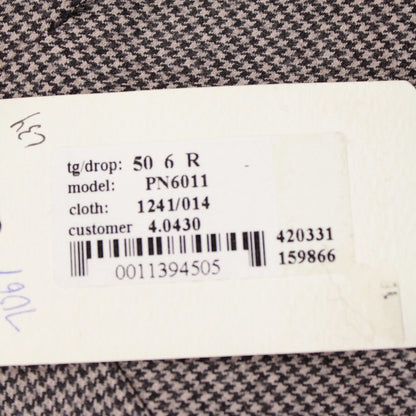 tg/drop: 50 6 R
model: PN6011
cloth: 1241/014
customer 4.0430
420331
0011394505
159866